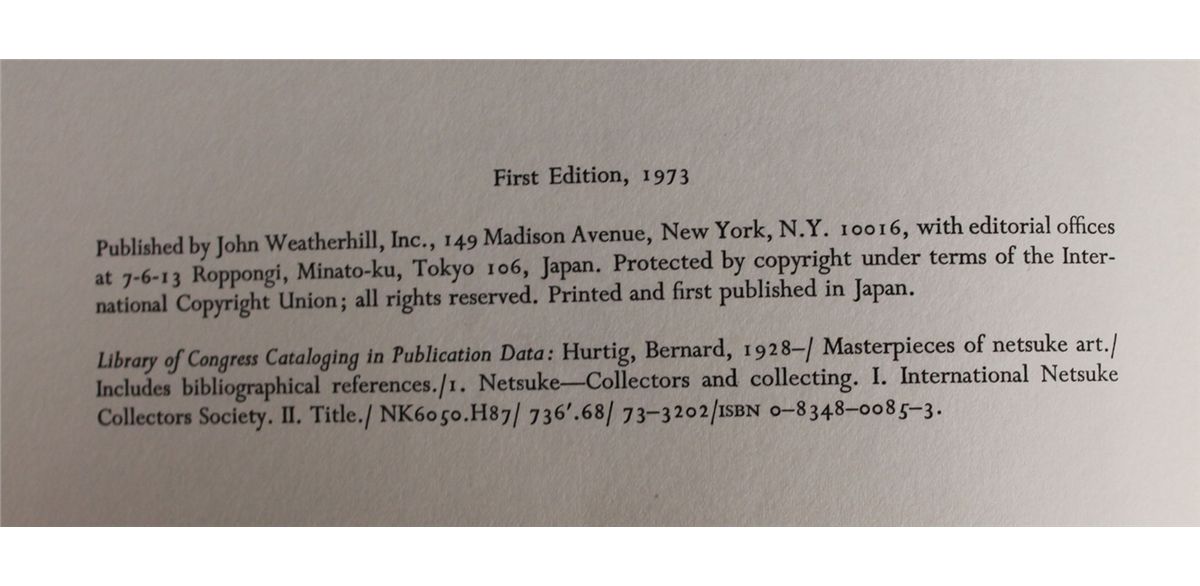 First Edition, 1973
Published by John Weatherhill, Inc., 149 Madison Avenue, New York, N.Y. 10016, with editorial offices
at 7-6-13 Roppongi, Minato-ku, Tokyo 106, Japan. Protected by copyright under terms of the Inter-
national Copyright Union; all rights reserved. Printed and first published in Japan.
Library of Congress Cataloging in Publication Data: Hurtig, Bernard, 1928–/ Masterpieces of netsuke art./
Includes bibliographical references./1. Netsuke—Collectors and collecting. I. International Netsuke
Collectors Society. II. Title./ NK6050.H87/ 736′.68/ 73–3202/ISBN 0–8348–0085–3.